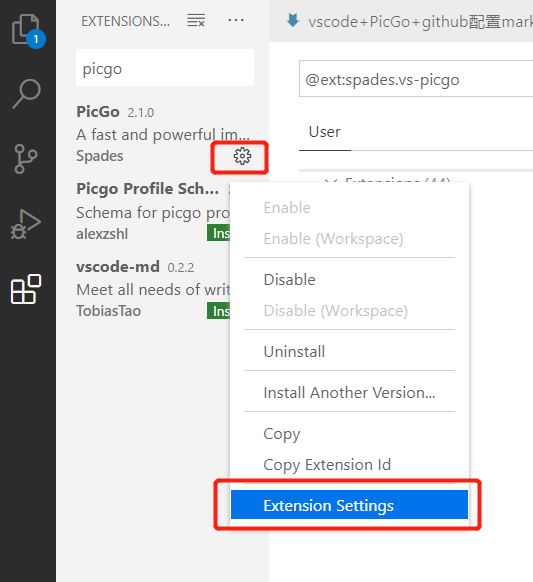 EXTENSIONS...
vscode+PicGo+github配置mark
1
picgo
@ext:spades.vs-picgo
PicGo 2.1.0
A fast and powerful im...
Spades
User
Extensions (44)
Picgo Profile Sch...
Schema for picgo pro
alexzshl
Ins
vscode-md 0.2.2
Meet all needs of writ
TobiasTao
Ins
Enable
Enable (Workspace)
Disable
Disable (Workspace)
Uninstall
Install Another Version...
Copy
Copy Extension Id
Extension Settings